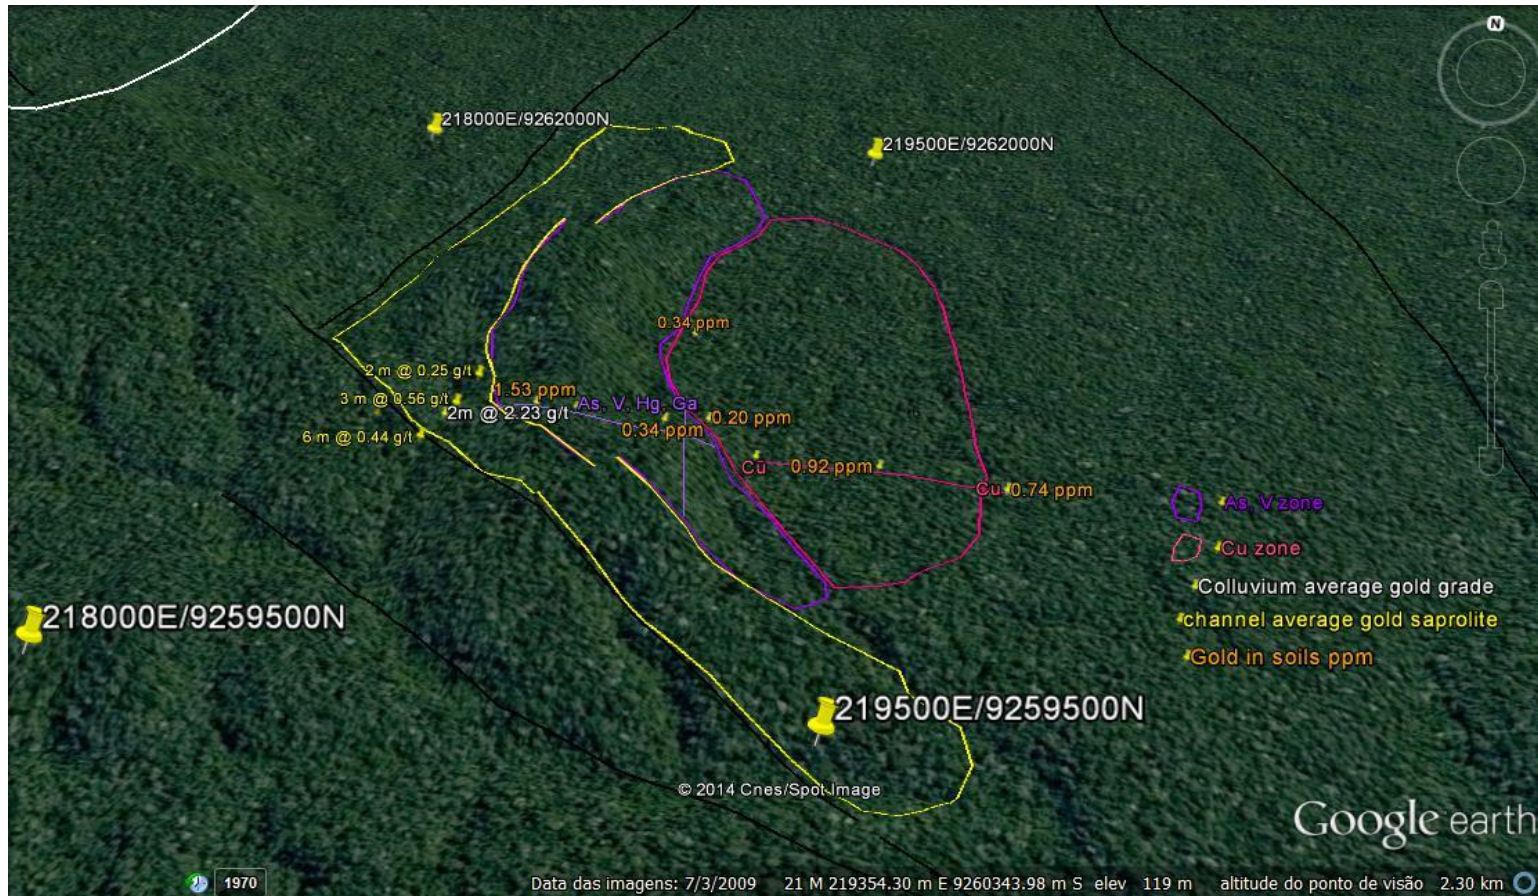 N
218000E/9262000N
219500E/9262000N
0.34 ppm
2 m @ 0.25 g/t
1.53 ppm
3 m @ 0.56 g/t
As, V, Hg, Ga
2m @ 2.23 g/t
0.20 ppm
0.34 ppm
6 m @ 0.44 g/t
Cu
0.92 ppm
Cu
0.74 ppm
As, V zone
Cu zone
Colluvium average gold grade
channel average gold saprolite
Gold in soils ppm
218000E/9259500N
219500E/9259500N
© 2014 Cnes/Spot Image
Google earth
1970
Data das imagens: 7/3/2009 21 M 219354.30 m E 9260343.98 m S elev 119 m altitude do ponto de visão 2.30 km